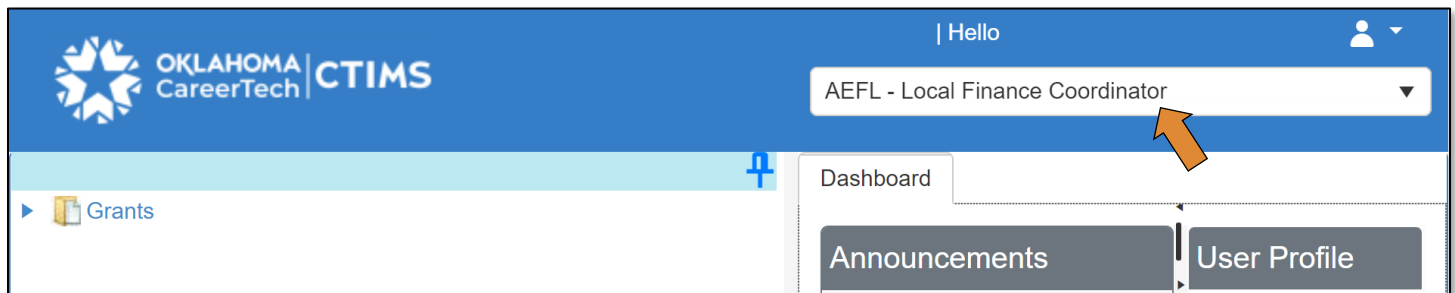 | Hello
OKLAHOMA
CareerTech
CTIMS
AEFL - Local Finance Coordinator
Dashboard
Grants
Announcements
User Profile